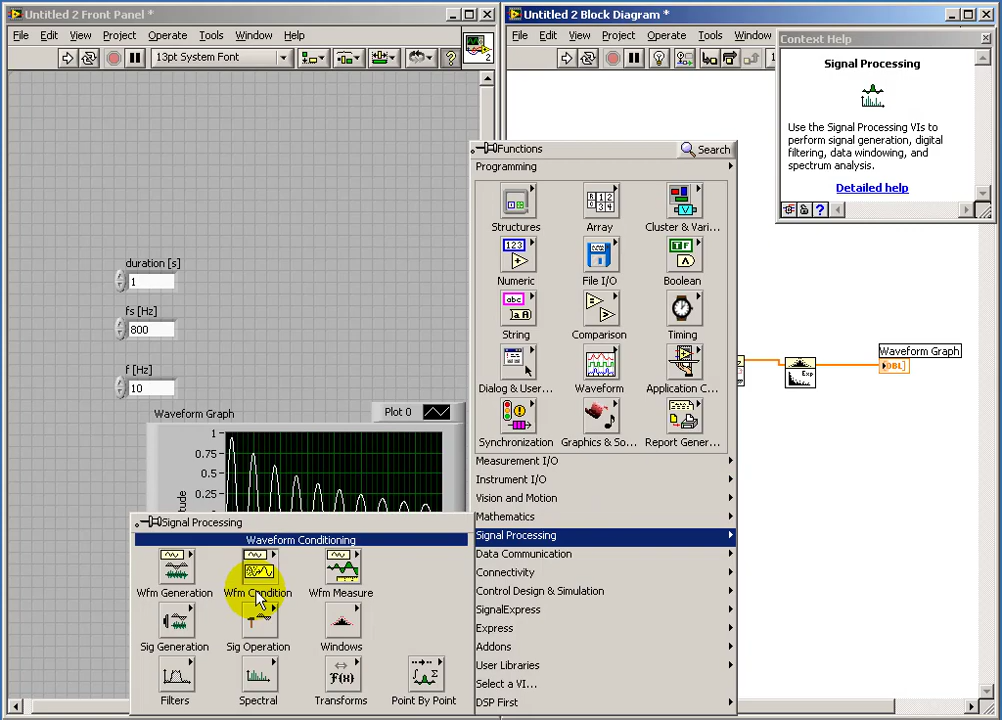 Untitled 2 Front Panel *
File Edit View Project Operate Tools Window Help
13pt System Font
2
duration [s]
1
fs [Hz]
800
f [Hz]
10
Waveform Graph
Plot 0
1
0.75
0.5
0.25
Untitled 2 Block Diagram *
File Edit View Project Operate Tools Window
Context Help
Signal Processing
Use the Signal Processing VIs to
perform signal generation, digital
filtering, data windowing, and
spectrum analysis.
Detailed help
Waveform Graph
DBL]
Exp
Functions
Search
Programming
Structures Array Cluster & Vari...
Numeric File I/O Boolean
String Comparison Timing
Dialog & User... Waveform Application C...
Synchronization Graphics & So... Report Gener...
Measurement I/O
Instrument I/O
Vision and Motion
Mathematics
Signal Processing
Data Communication
Connectivity
Control Design & Simulation
SignalExpress
Express
Addons
User Libraries
Select a VI...
DSP First
Signal Processing
Waveform Conditioning
Wfm Generation Wfm Condition Wfm Measure
Sig Generation Sig Operation Windows
Filters Spectral Transforms Point By Point